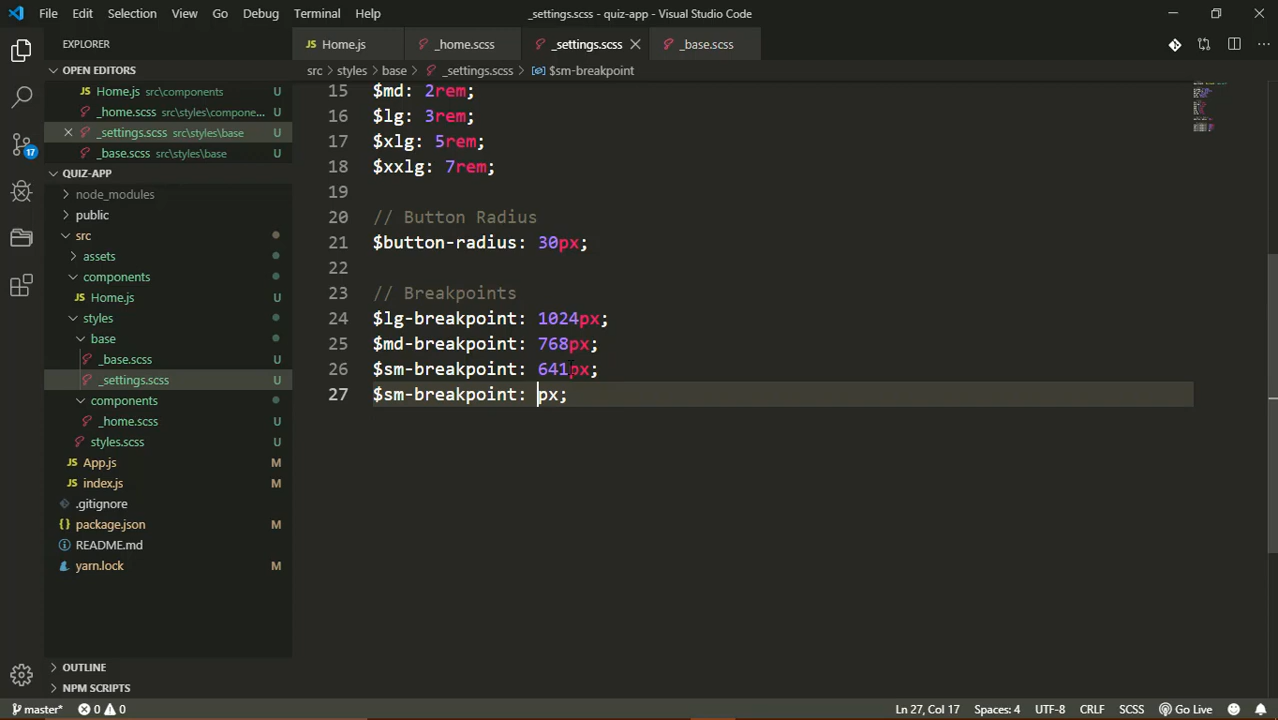 File Edit Selection View Go Debug Terminal Help
_settings.scss - quiz-app - Visual Studio Code
EXPLORER
OPEN EDITORS
Home.js src\components
_home.scss src\styles\compone... U
_settings.scss src\styles\base U
_base.scss src\styles\base U
QUIZ-APP
node_modules
public
src
assets
components
Home.js U
styles
base
_base.scss U
_settings.scss U
components
_home.scss U
styles.scss U
App.js M
index.js M
.gitignore
package.json M
README.md
yarn.lock M
OUTLINE
NPM SCRIPTS
17
JS Home.js
_home.scss
_settings.scss
_base.scss
src > styles > base > _settings.scss > $sm-breakpoint
15 $md: 2rem;
16 $lg: 3rem;
17 $xlg: 5rem;
18 $xxlg: 7rem;
19
20 // Button Radius
21 $button-radius: 30px;
22
23 // Breakpoints
24 $lg-breakpoint: 1024px;
25 $md-breakpoint: 768px;
26 $sm-breakpoint: 641px;
27 $sm-breakpoint: px;
master* 0 0
Ln 27, Col 17 Spaces: 4 UTF-8 CRLF SCSS Go Live